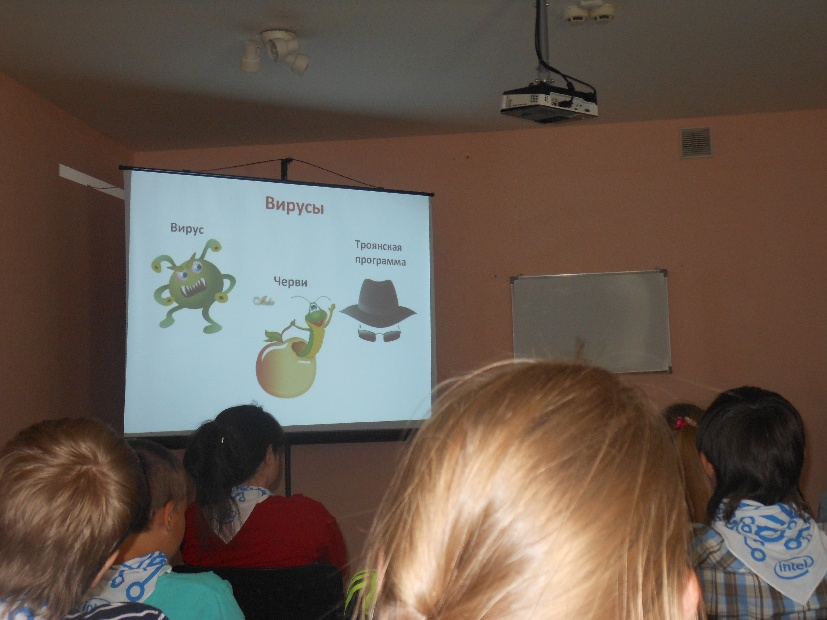 Вирусы
Вирус
Троянская
программа
Черви
intel